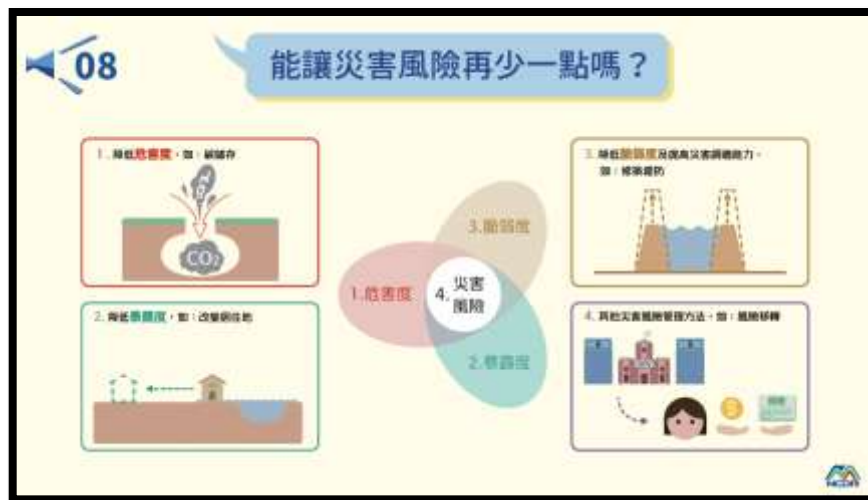 08
能讓災害風險再少一點嗎？
1. 降低危害度，如：碳儲存
CO₂
2. 降低暴露度，如：改變居住地
3.脆弱度
1.危害度
4.
災害
風險
2.暴露度
3. 降低脆弱度及提高災害調適能力，
如：修築堤防
4. 其他災害風險管理方法，如：風險移轉
NCDR